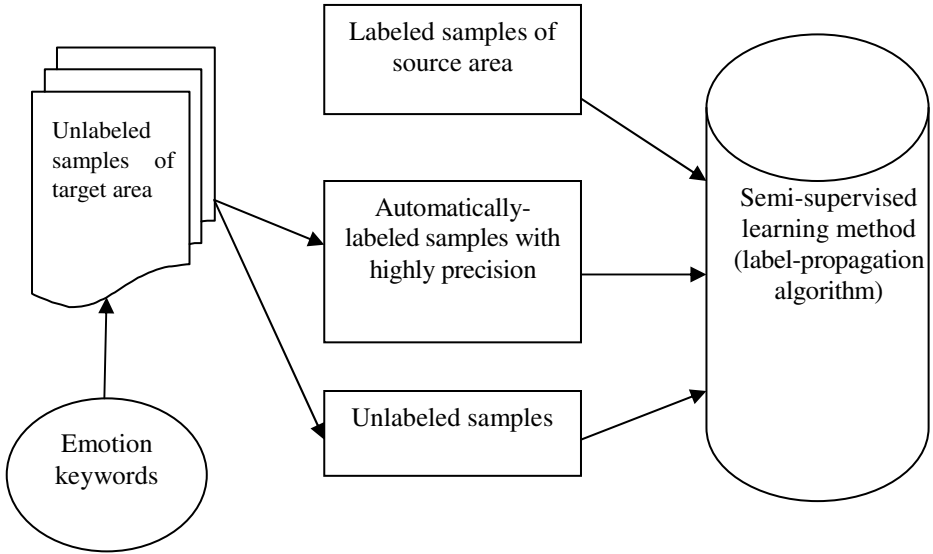 Labeled samples of
source area
Unlabeled
samples of
target area
Automatically-
labeled samples with
highly precision
Semi-supervised
learning method
(label-propagation
algorithm)
Unlabeled samples
Emotion
keywords